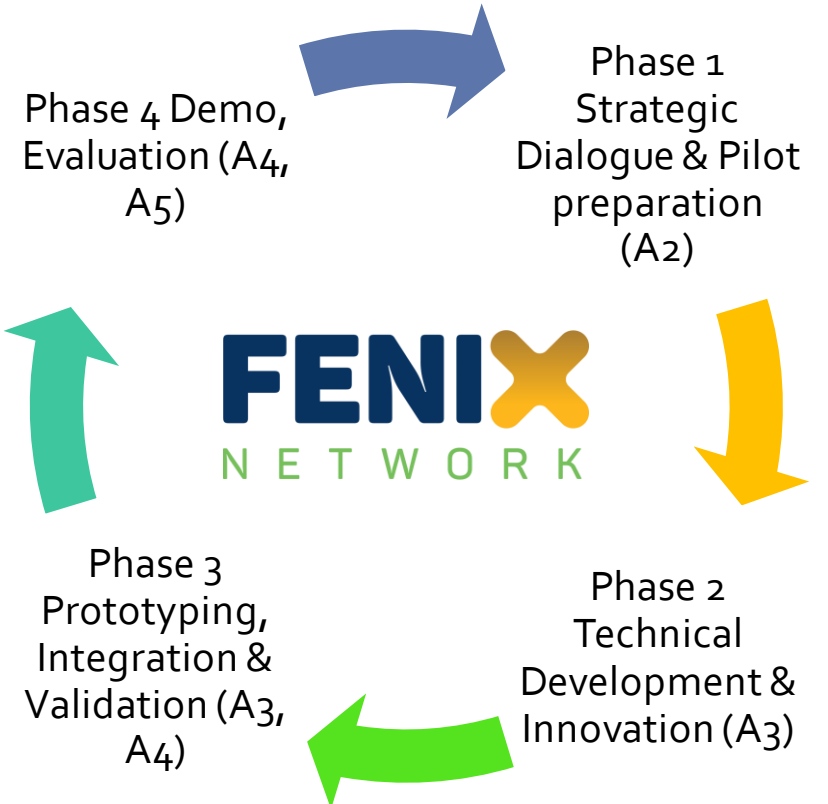 Phase 1
Strategic
Dialogue & Pilot
preparation
(A2)
Phase 2
Technical
Development &
Innovation (A3)
Phase 3
Prototyping,
Integration &
Validation (A3,
A4)
Phase 4 Demo,
Evaluation (A4,
A5)
FENIX
NETWORK